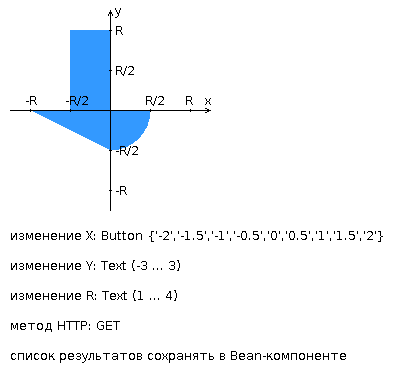 y
R
R/2
-R -R/2 R/2 R x
-R/2
-R
изменение X: Button {'-2','-1.5','-1','-0.5','0','0.5','1','1.5','2'}
изменение Y: Text (-3 ... 3)
изменение R: Text (1 ... 4)
метод HTTP: GET
список результатов сохранять в Bean-компоненте